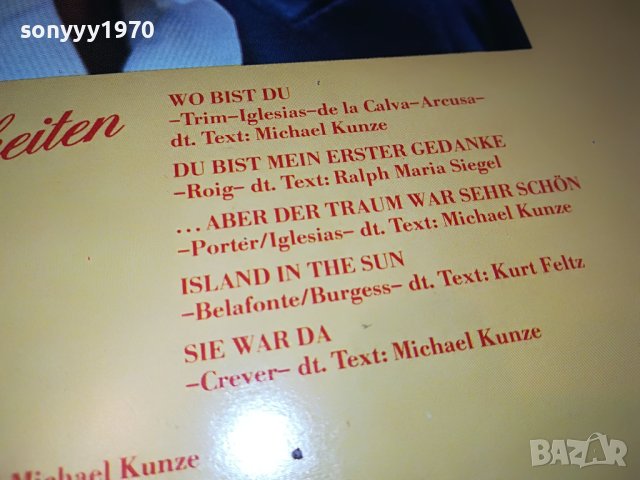 sonyyy1970
WO BIST DU
–Trim–Iglesias–de la Calva–Arcusa–
dt. Text: Michael Kunze
DU BIST MEIN ERSTER GEDANKE
–Roig– dt. Text: Ralph Maria Siegel
... ABER DER TRAUM WAR SEHR SCHÖN
–Porter/Iglesias– dt. Text: Michael Kunze
ISLAND IN THE SUN
–Belafonte/Burgess– dt. Text: Kurt Feltz
SIE WAR DA
–Crever– dt. Text: Michael Kunze
eiten
Michael Kunze
BAZAR